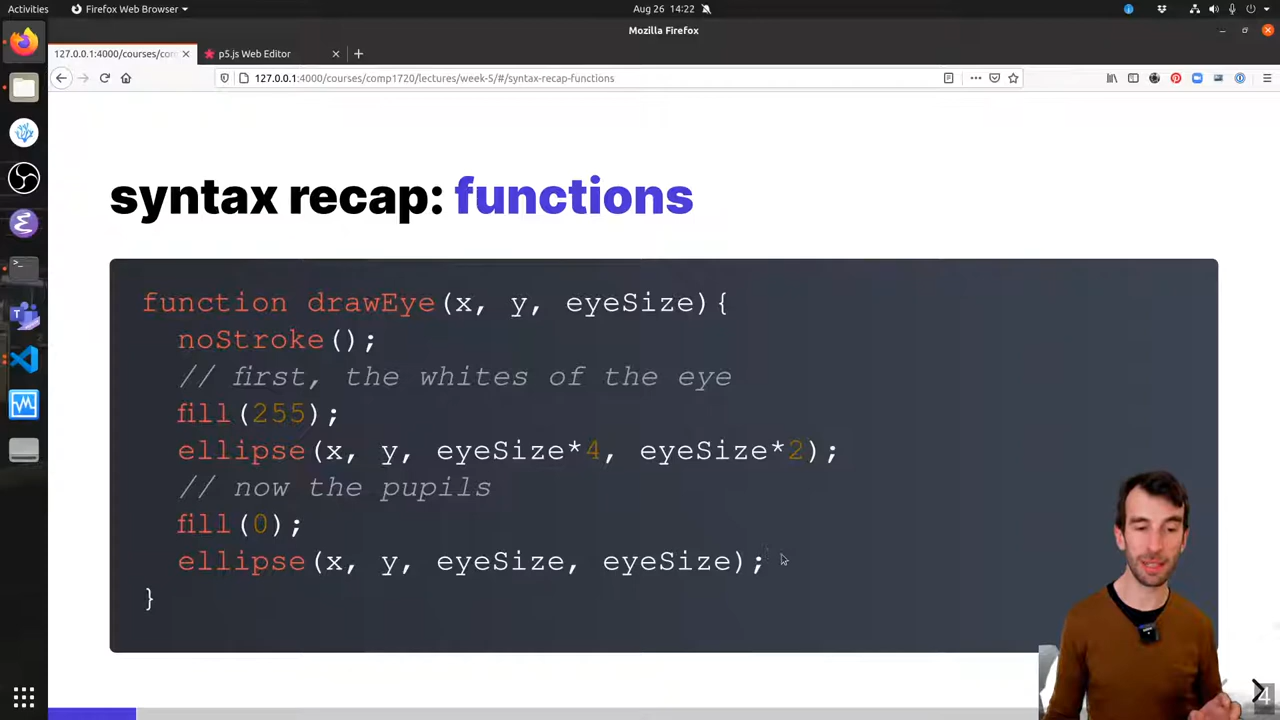 Activities
Firefox Web Browser
Aug 26 14:22
Mozilla Firefox
127.0.0.1:4000/courses/com
p5.js Web Editor
127.0.0.1:4000/courses/comp1720/lectures/week-5/#/syntax-recap-functions
syntax recap: functions
function drawEye(x, y, eyeSize){
noStroke();
// first, the whites of the eye
fill(255);
ellipse(x, y, eyeSize*4, eyeSize*2);
// now the pupils
fill(0);
ellipse(x, y, eyeSize, eyeSize);
}
4